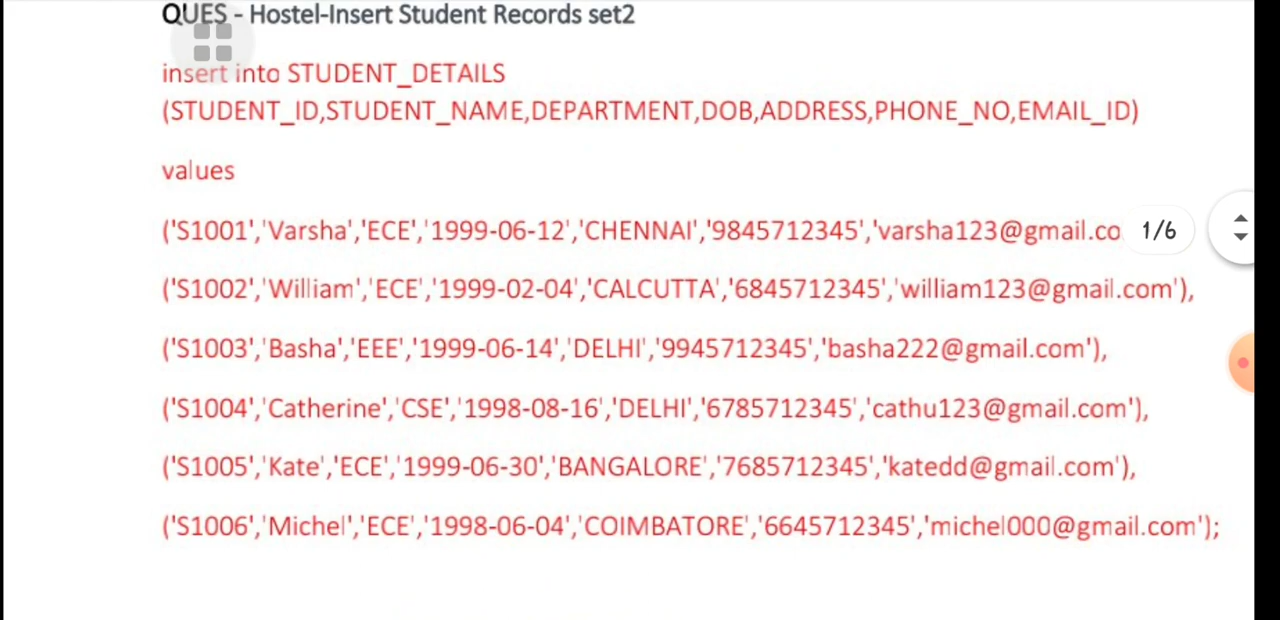 QUES - Hostel-Insert Student Records set2
insert into STUDENT_DETAILS
(STUDENT_ID,STUDENT_NAME,DEPARTMENT,DOB,ADDRESS,PHONE_NO,EMAIL_ID)
values
('S1001','Varsha','ECE','1999-06-12','CHENNAI','9845712345','varsha123@gmail.co 1/6
('S1002','William','ECE','1999-02-04','CALCUTTA','6845712345','william123@gmail.com'),
('S1003','Basha','EEE','1999-06-14','DELHI','9945712345','basha222@gmail.com'),
('S1004','Catherine','CSE','1998-08-16','DELHI','6785712345','cathu123@gmail.com'),
('S1005','Kate','ECE','1999-06-30','BANGALORE','7685712345','katedd@gmail.com'),
('S1006','Michel','ECE','1998-06-04','COIMBATORE','6645712345','michel000@gmail.com');